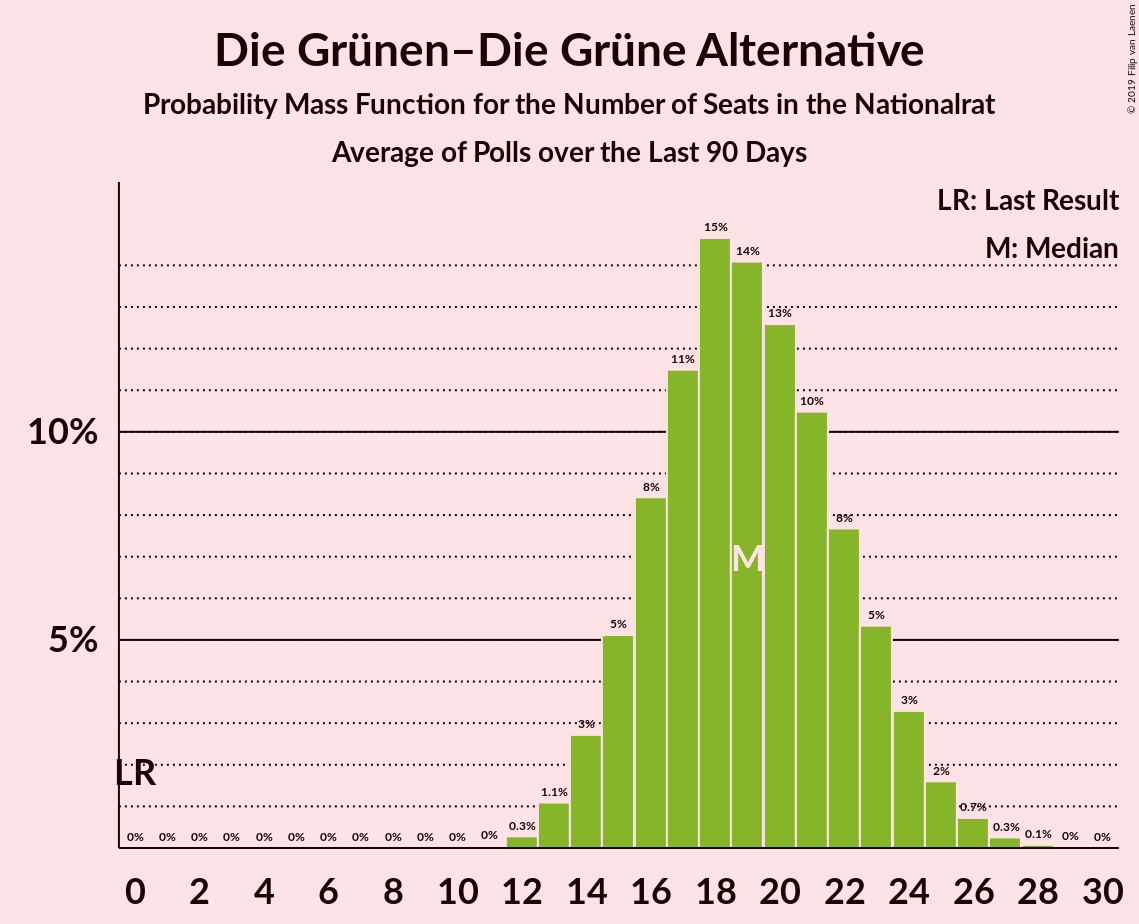 Die Grünen–Die Grüne Alternative
Probability Mass Function for the Number of Seats in the Nationalrat
Average of Polls over the Last 90 Days
© 2019 Filip van Laenen
LR: Last Result
M: Median
15%
14%
13%
11%
10%
10%
8%
8%
M
5%
5%
5%
3%
3%
LR
2%
1.1%
0.7%
0% 0% 0% 0% 0% 0% 0% 0% 0% 0% 0% 0% 0.3% 0.3% 0.1% 0% 0%
0 2 4 6 8 10 12 14 16 18 20 22 24 26 28 30